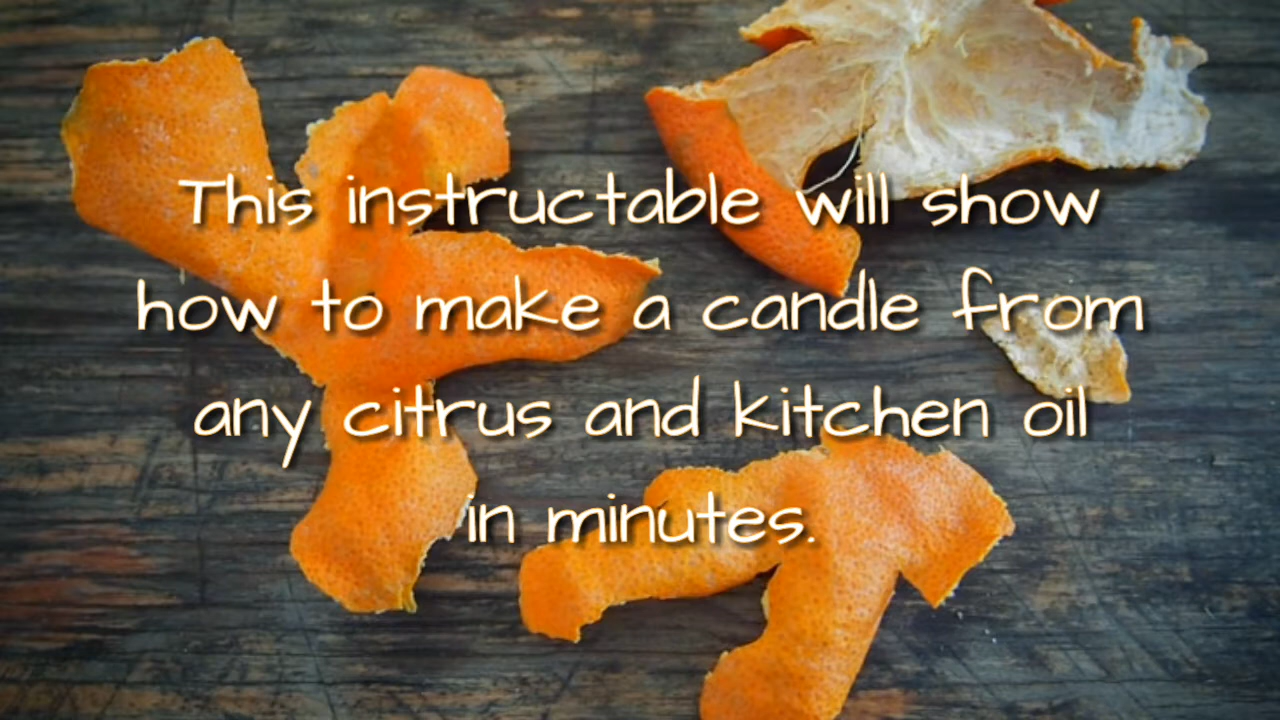 This instructable will show
how to make a candle from
any citrus and kitchen oil
in minutes.